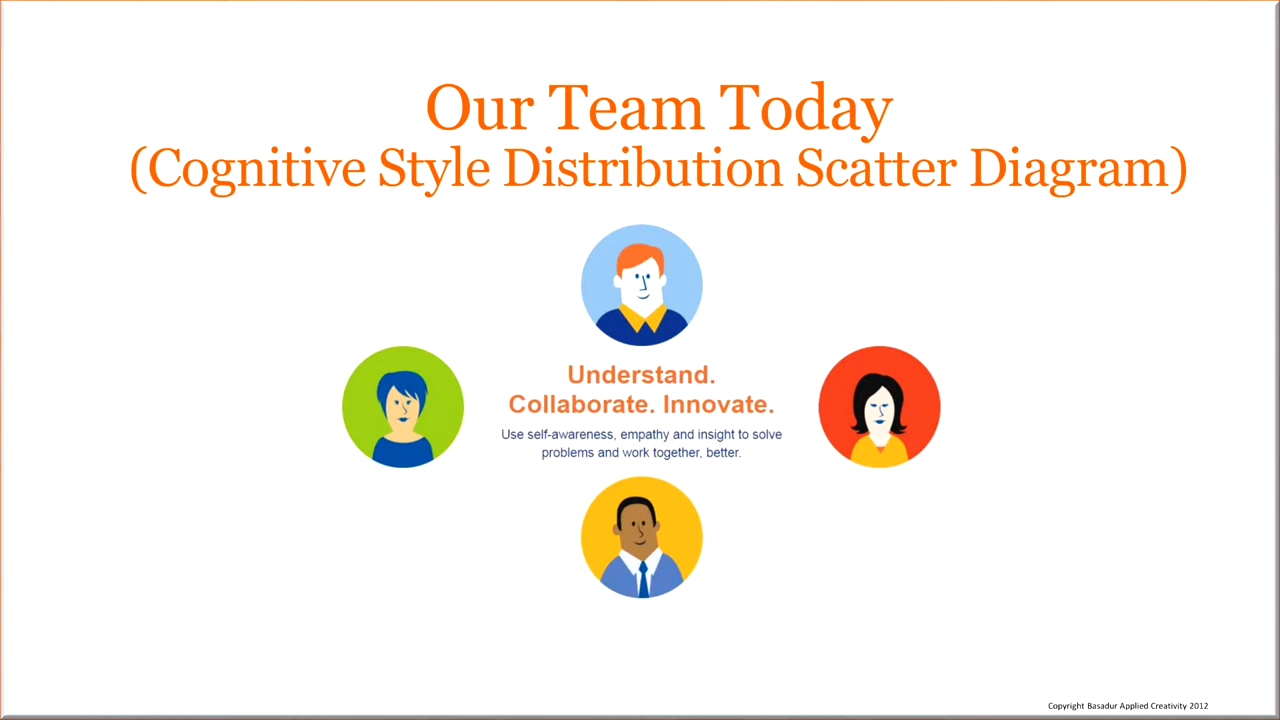 Our Team Today
(Cognitive Style Distribution Scatter Diagram)
Understand.
Collaborate. Innovate.
Use self-awareness, empathy and insight to solve
problems and work together, better.
Copyright Basadur Applied Creativity 2012